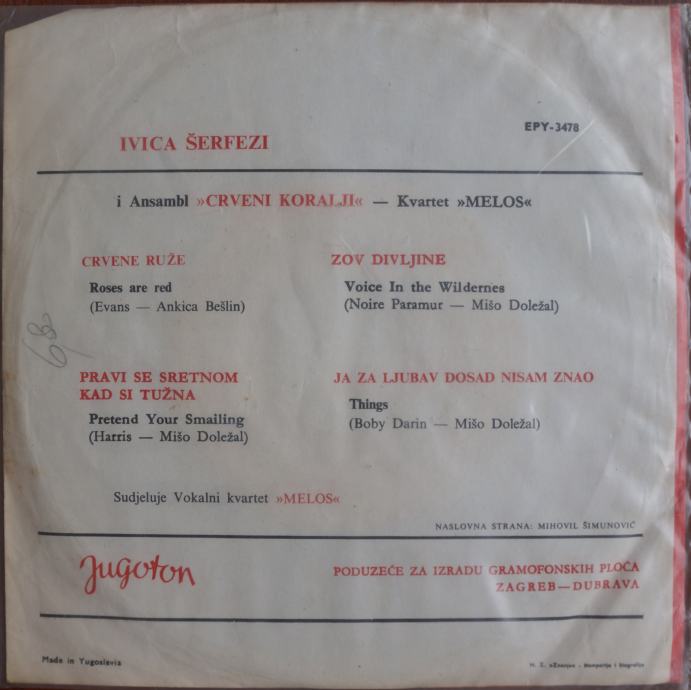 EPY-3478
IVICA ŠERFEZI
i Ansambl »CRVENI KORALJI« — Kvartet »MELOS«
CRVENE RUŽE
Roses are red
(Evans — Ankica Bešlin)
ZOV DIVLJINE
Voice In the Wildernes
(Noire Paramur — Mišo Doležal)
68
PRAVI SE SRETNOM
KAD SI TUŽNA
Pretend Your Smailing
(Harris — Mišo Doležal)
JA ZA LJUBAV DOSAD NISAM ZNAO
Things
(Boby Darin — Mišo Doležal)
Sudjeluje Vokalni kvartet »MELOS«
NASLOVNA STRANA: MIHOVIL ŠIMUNOVIĆ
Jugoton
PODUZEĆE ZA IZRADU GRAMOFONSKIH PLOČA
ZAGREB—DUBRAVA
Made in Yugoslavia